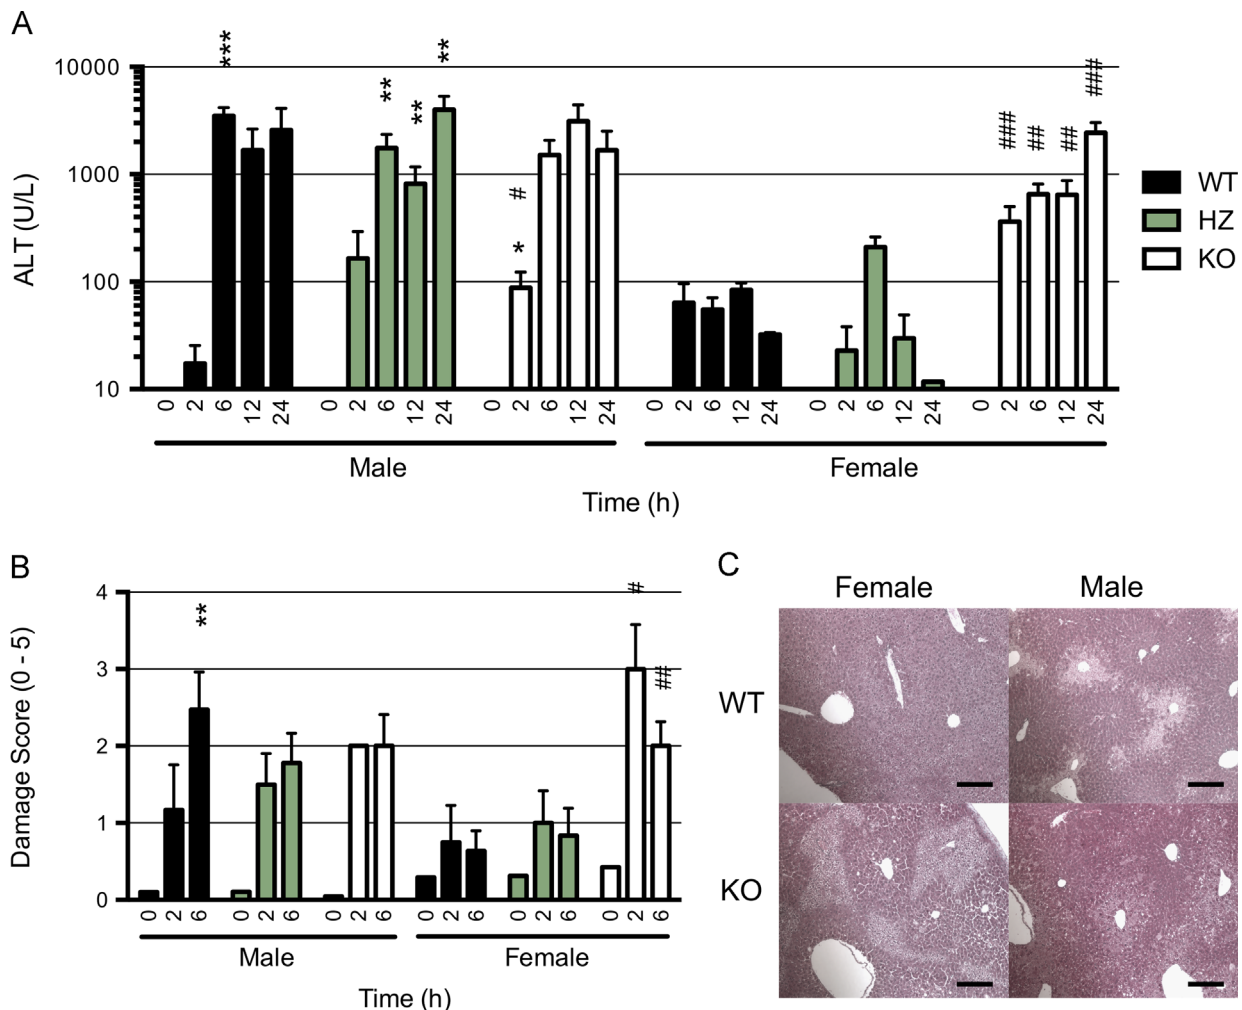 A
*** ** ** ** # * ### ## ## ###
10000
1000
100
10
ALT (U/L)
WT
HZ
KO
0 2 6 12 24 0 2 6 12 24 0 2 6 12 24 0 2 6 12 24 0 2 6 12 24 0 2 6 12 24
Male Female
Time (h)
B
** # ##
4
3
2
1
0
Damage Score (0 - 5)
0 2 6 0 2 6 0 2 6 0 2 6 0 2 6 0 2 6
Male Female
Time (h)
C
Female Male
WT
KO